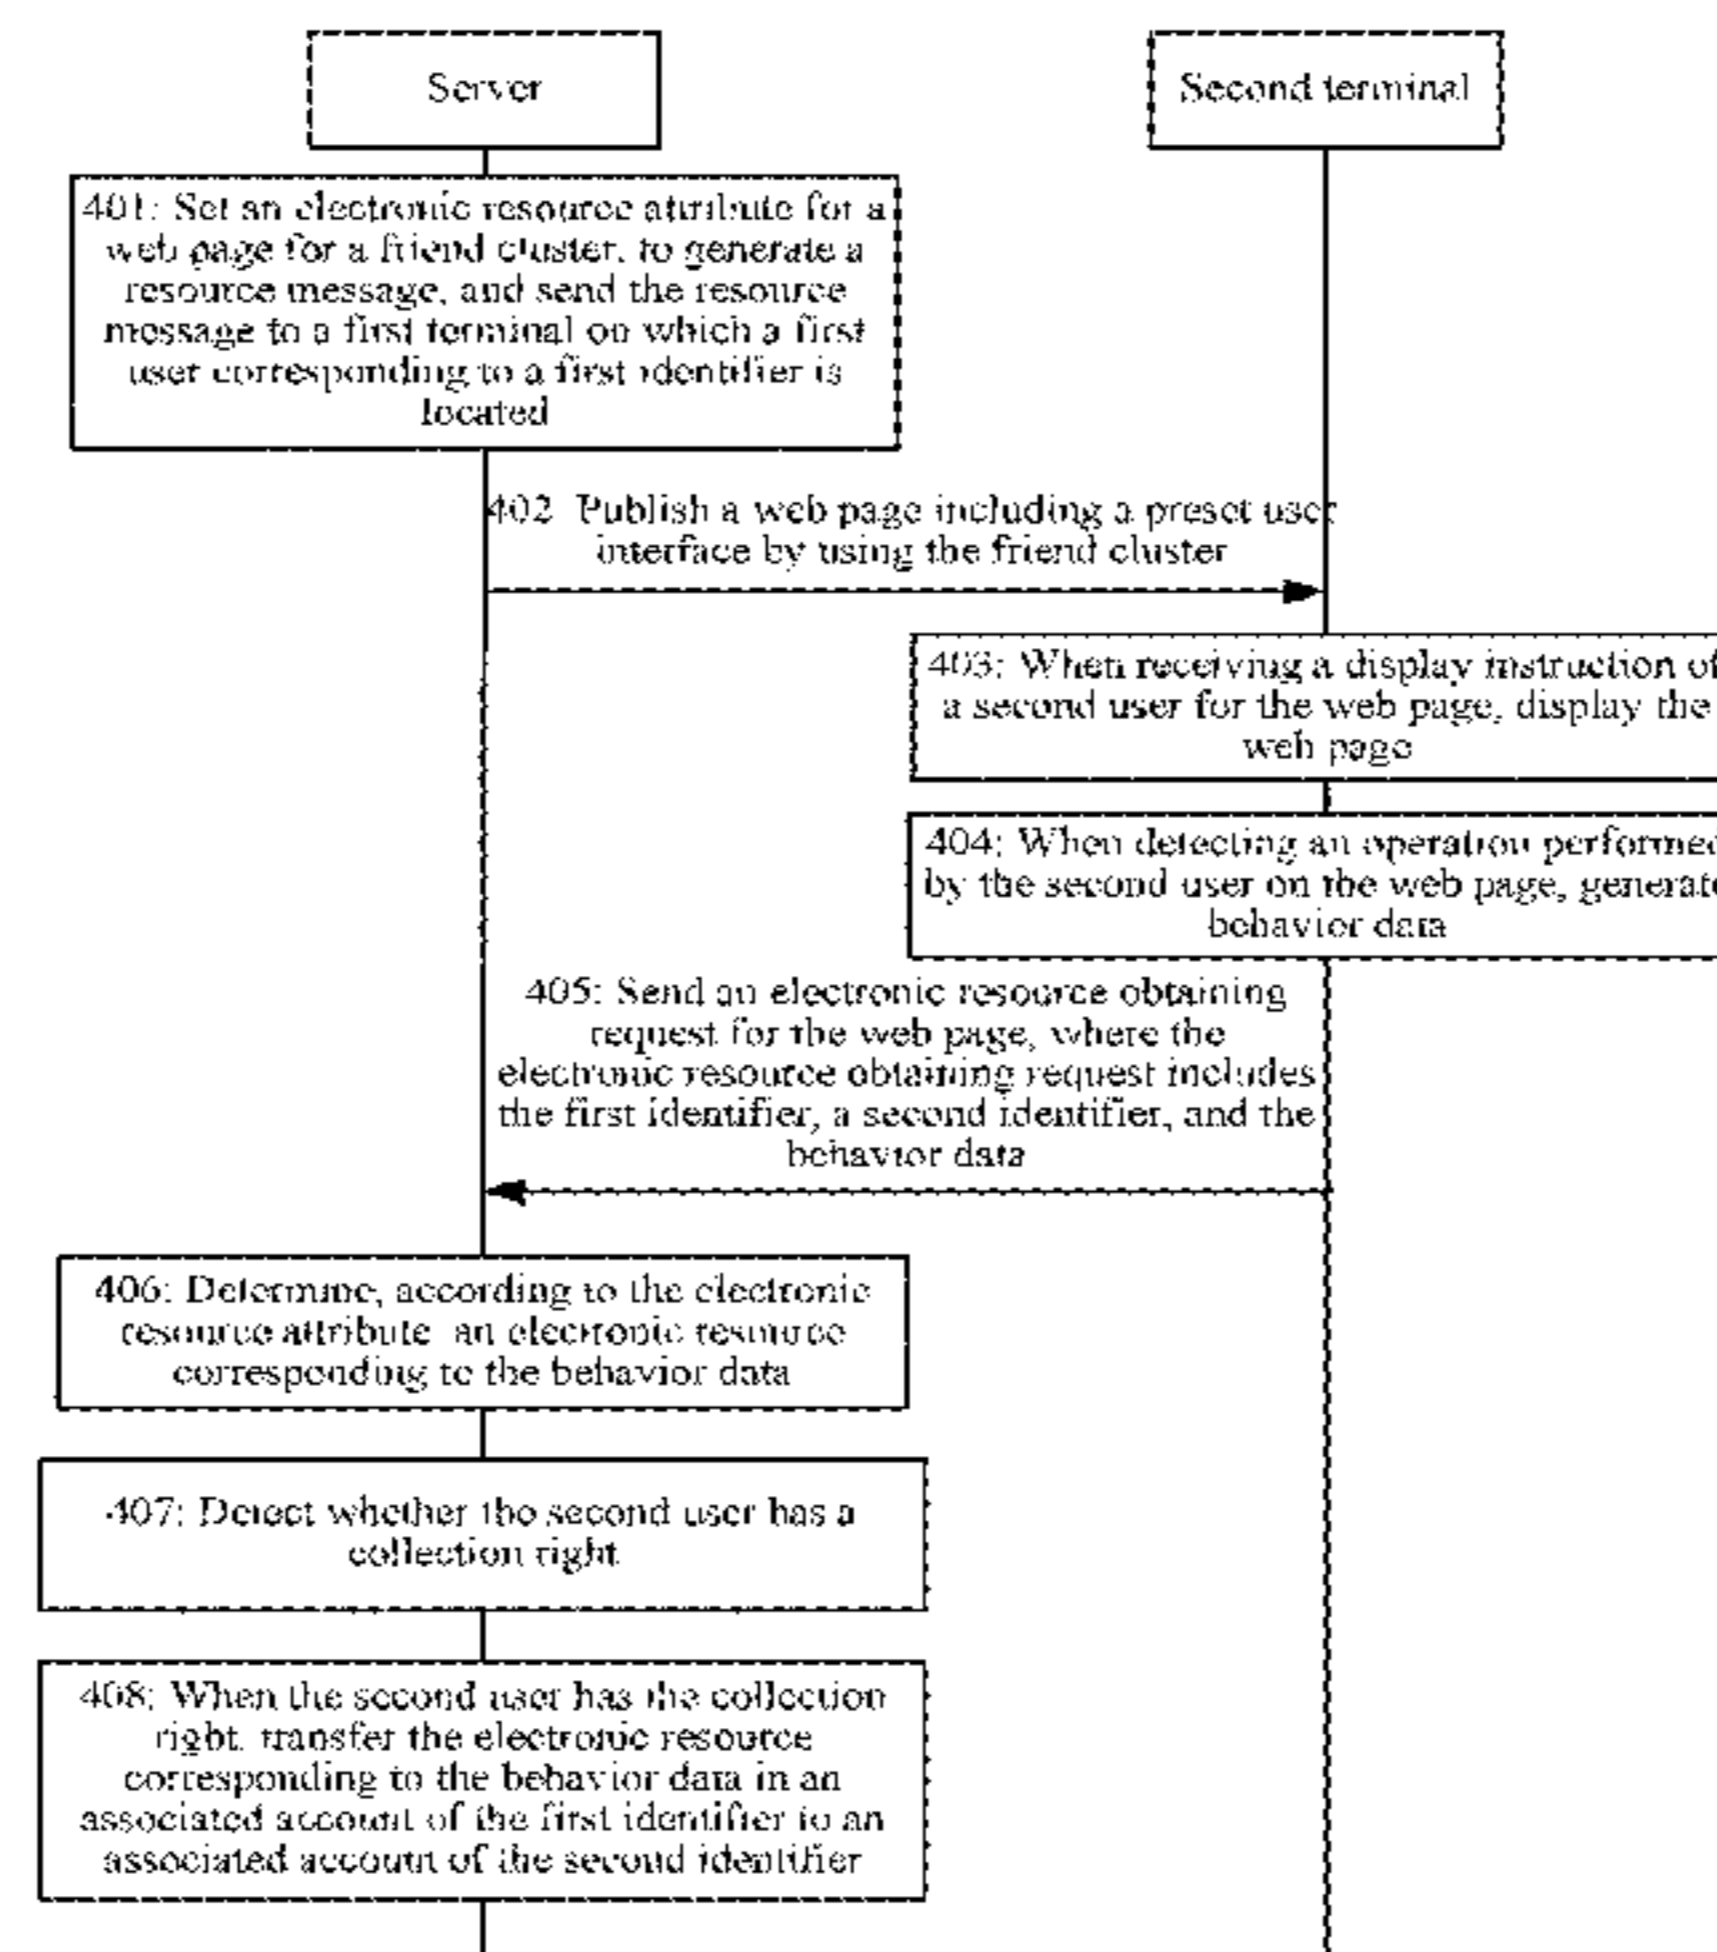 Server
Second terminal
401: Set an electronic resource attribute for a
web page for a friend cluster, to generate a
resource message, and send the resource
message to a first terminal on which a first
user corresponding to a first identifier is
located
402 Publish a web page including a preset user
interface by using the friend cluster
403: When receiving a display instruction of
a second user for the web page, display the
web page
404: When detecting an operation performed
by the second user on the web page, generate
behavior data
405: Send an electronic resource obtaining
request for the web page, where the
electronic resource obtaining request includes
the first identifier, a second identifier, and the
behavior data
406: Determine, according to the electronic
resource attribute an electronic resource
corresponding to the behavior data
407: Detect whether the second user has a
collection right
408: When the second user has the collection
right, transfer the electronic resource
corresponding to the behavior data in an
associated account of the first identifier to an
associated account of the second identifier